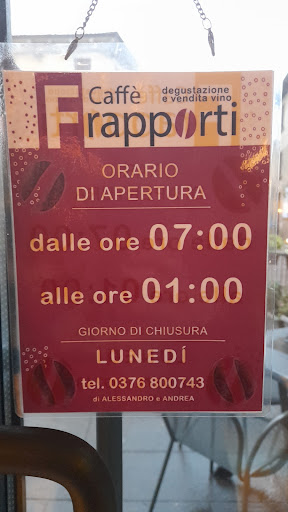 Caffè degustazione
e vendita vino
Frapporti
ORARIO
DI APERTURA
dalle ore 07:00
alle ore 01:00
GIORNO DI CHIUSURA
LUNEDÍ
tel. 0376 800743
di ALESSANDRO e ANDREA